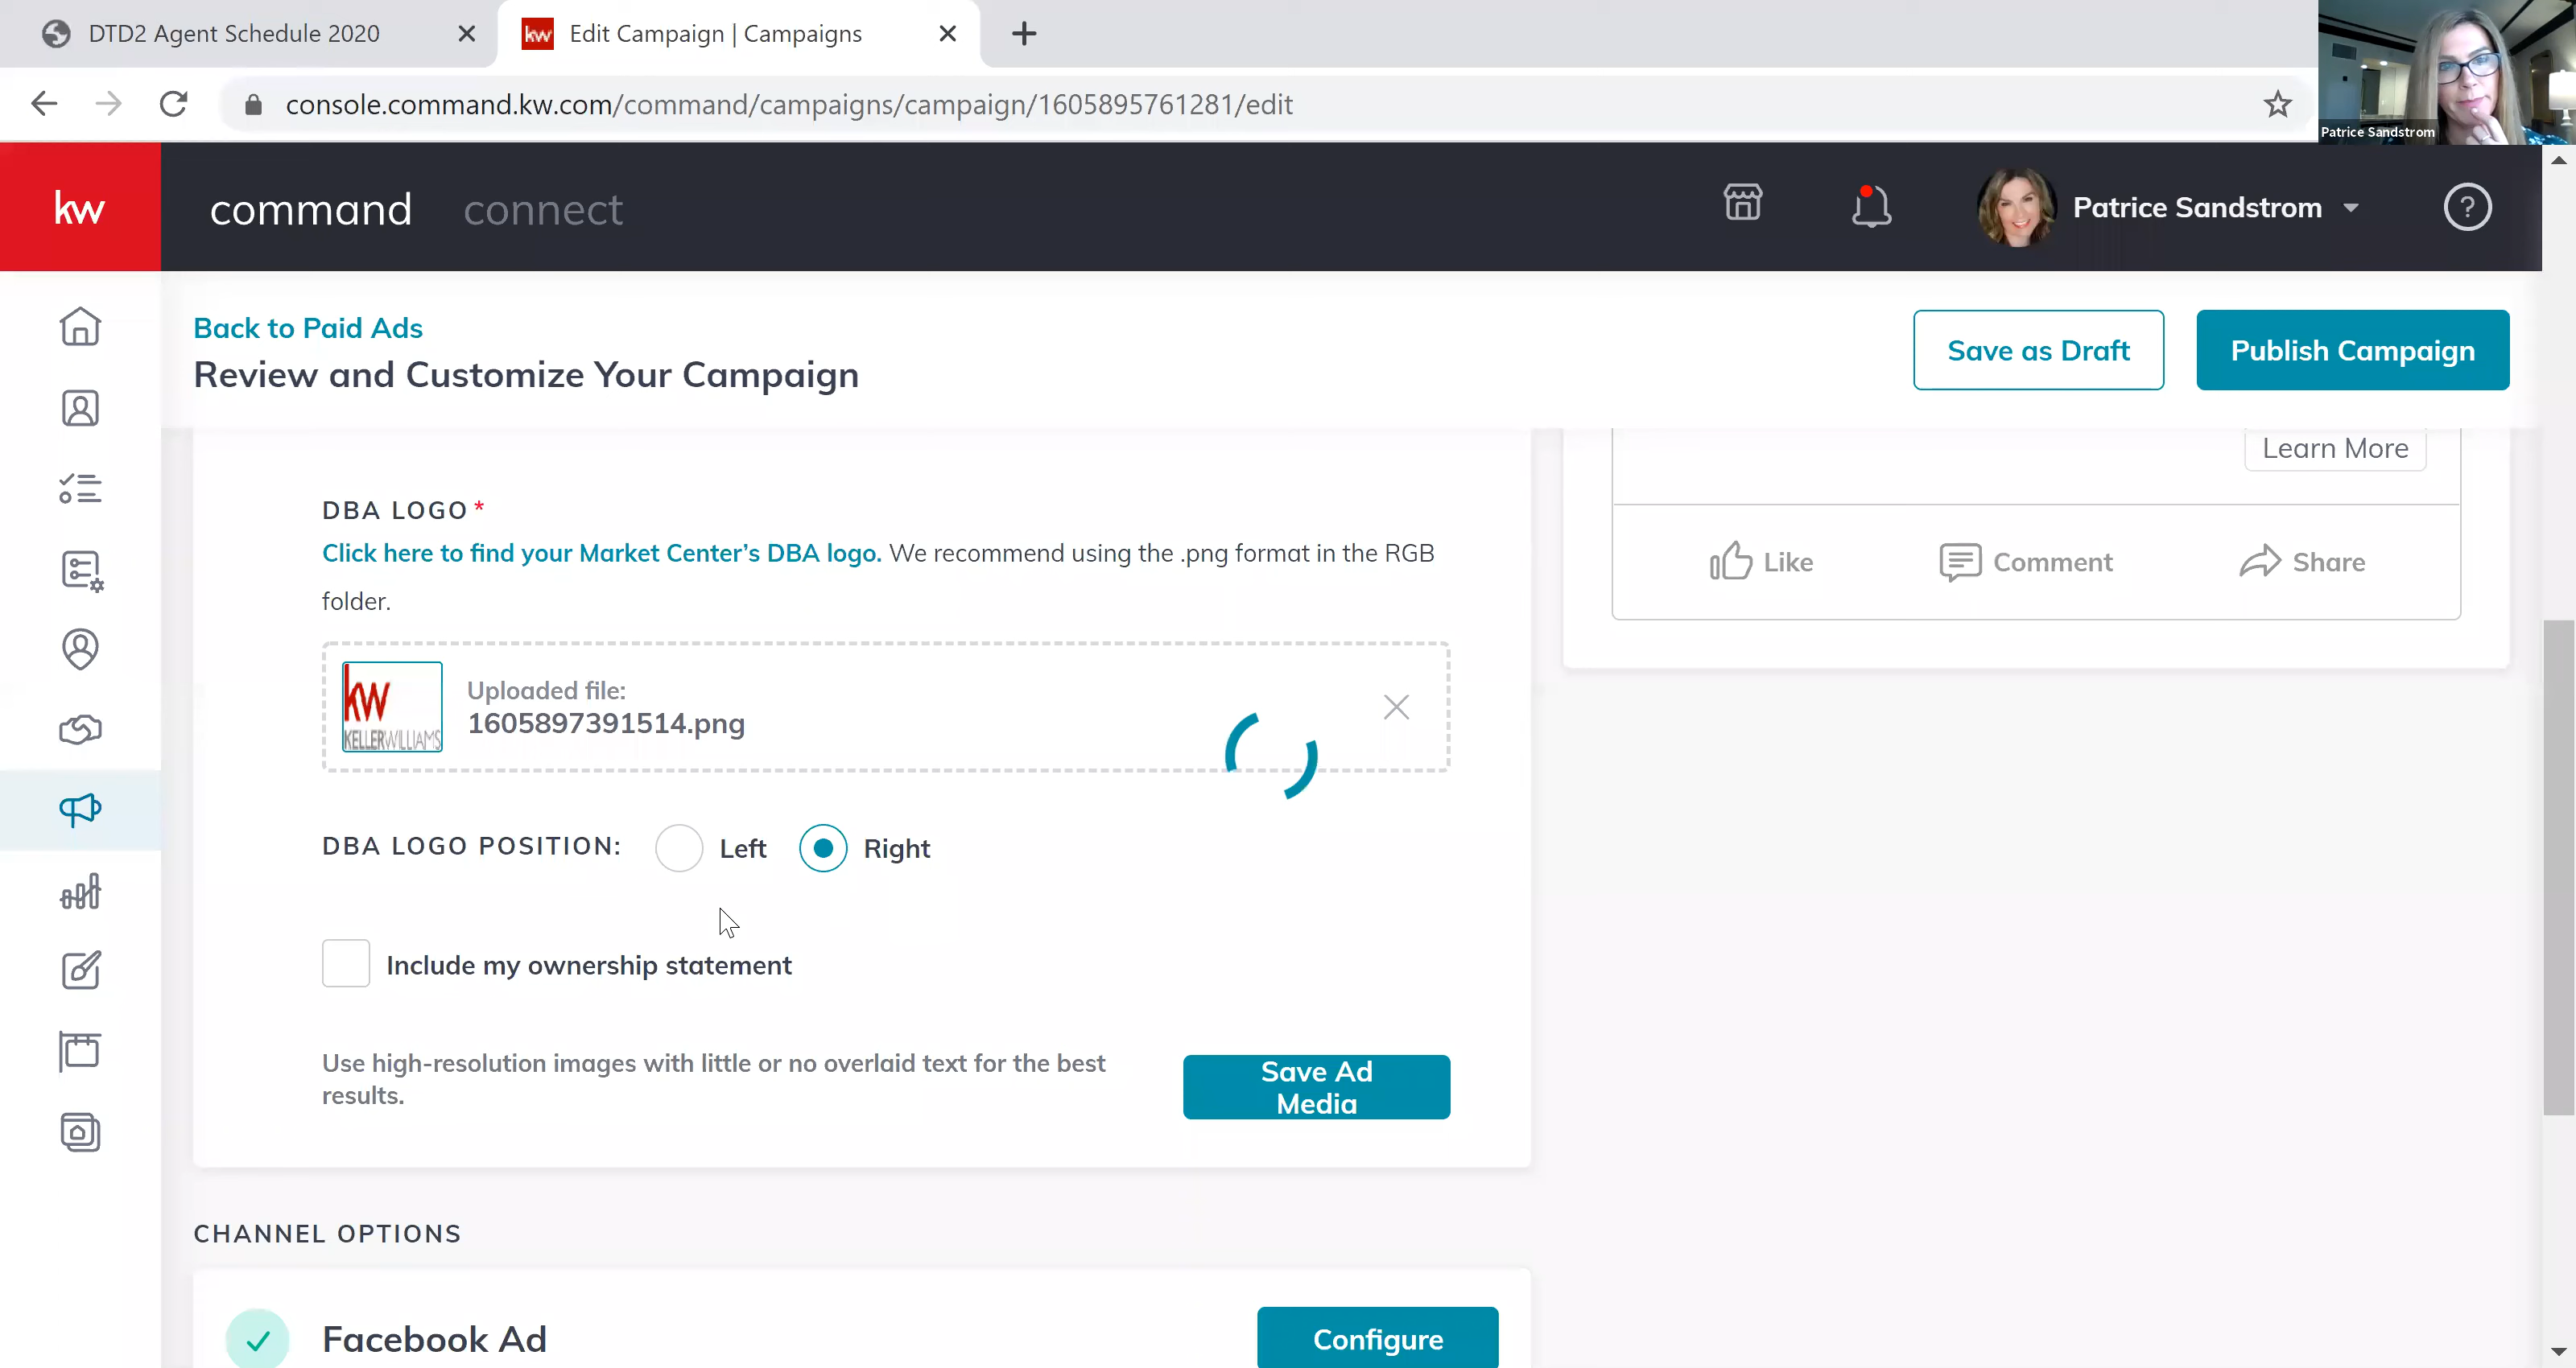 DTD2 Agent Schedule 2020
kw Edit Campaign | Campaigns
console.command.kw.com/command/campaigns/campaign/1605895761281/edit
Patrice Sandstrom
kw command connect Patrice Sandstrom ?
Back to Paid Ads
Review and Customize Your Campaign
Save as Draft Publish Campaign
Learn More
DBA LOGO*
Click here to find your Market Center's DBA logo. We recommend using the .png format in the RGB
folder.
Like Comment Share
kw
KELLERWILLIAMS
Uploaded file:
1605897391514.png
DBA LOGO POSITION: Left Right
Include my ownership statement
Use high-resolution images with little or no overlaid text for the best
results.
Save Ad
Media
CHANNEL OPTIONS
Facebook Ad Configure